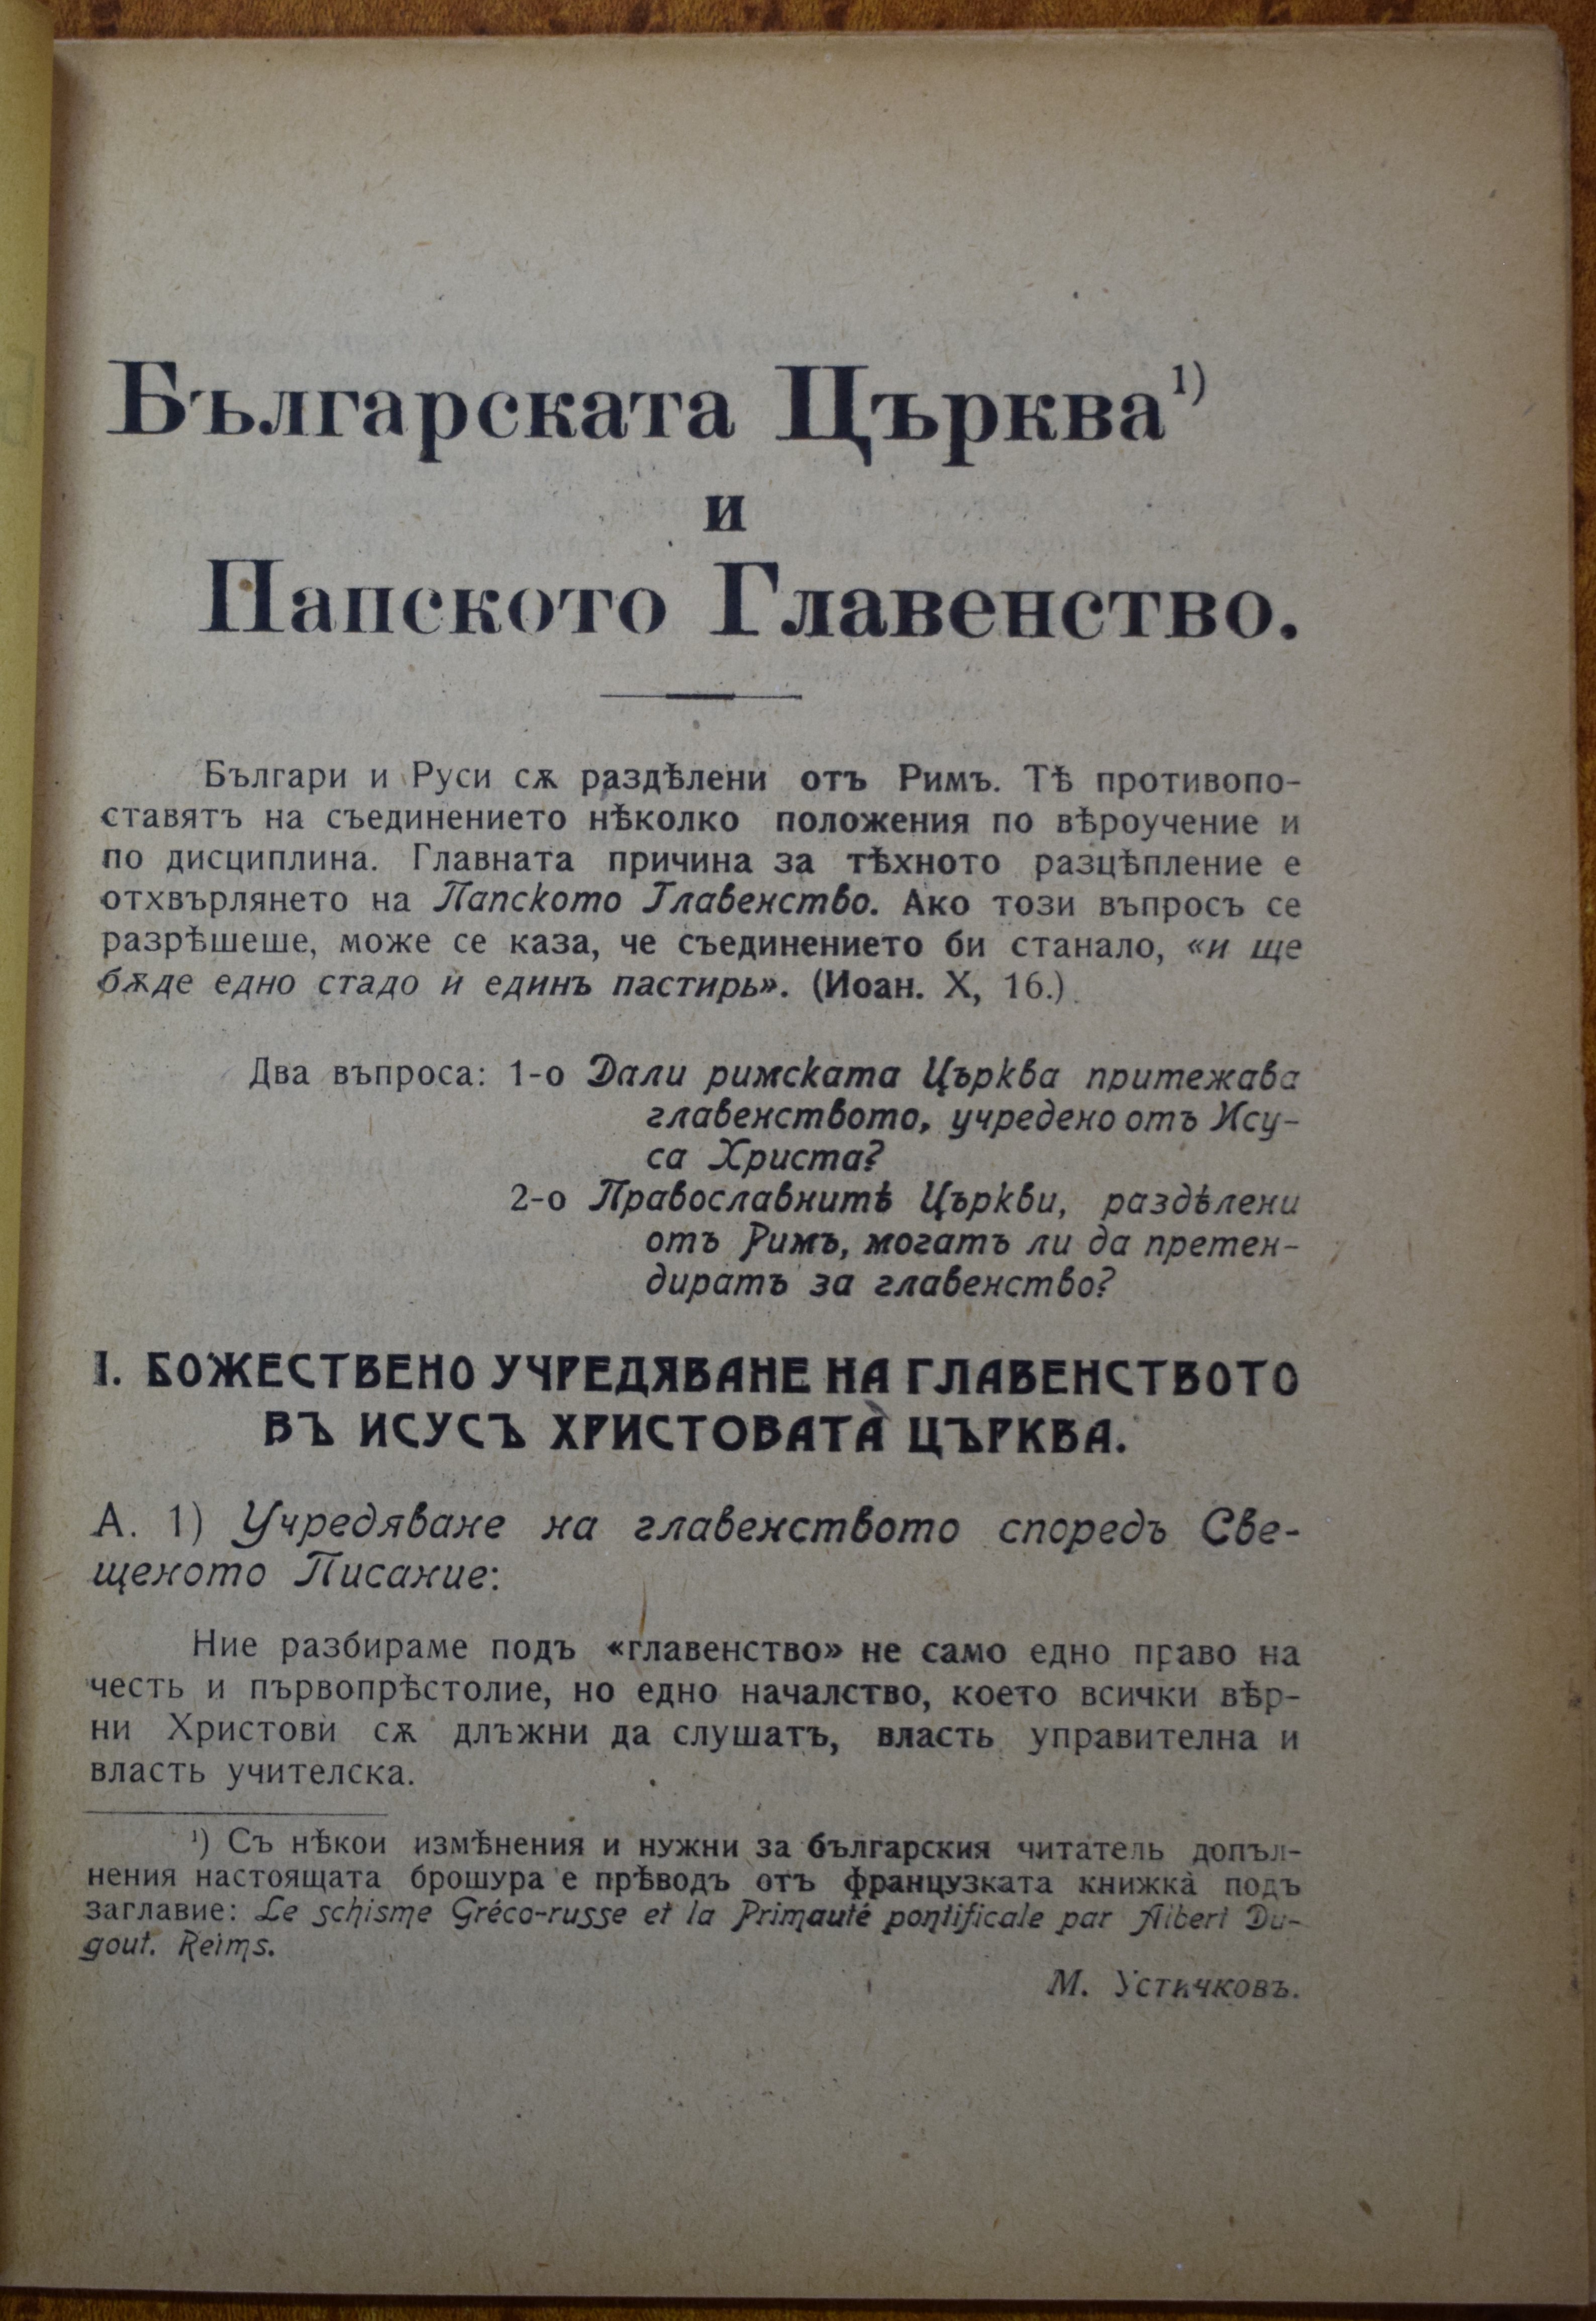 Българската Църква¹)
и
Папското Главенство.
Българи и Руси сѫ раздѣлени отъ Римъ. Тѣ противопо-
ставятъ на съединението нѣколко положения по вѣроучение и
по дисциплина. Главната причина за тѣхното разцѣпление е
отхвърлянето на Папското Главенство. Ако този въпросъ се
разрѣшеше, може се каза, че съединението би станало, «и ще
бѫде едно стадо и единъ пастирь». (Иоан. X, 16.)
Два въпроса: 1-о Дали римската Църква притежава
главенството, учредено отъ Ису-
са Христа?
2-о Православнитѣ Църкви, раздѣлени
отъ Римъ, могатъ ли да претен-
диратъ за главенство?
I. БОЖЕСТВЕНО УЧРЕДЯВАНЕ НА ГЛАВЕНСТВОТО
ВЪ ИСУСЪ ХРИСТОВАТА ЦЪРКВА.
А. 1) Учредяване на главенството споредъ Све-
щеното Писание:
Ние разбираме подъ «главенство» не само едно право на
честь и първопрѣстолие, но едно началство, което всички вѣр-
ни Христови сѫ длъжни да слушатъ, власть управителна и
власть учителска.
¹) Съ нѣкои измѣнения и нужни за българския читатель допъл-
нения настоящата брошура е прѣводъ отъ французката книжка подъ
заглавие: Le schisme Gréco-russe et la Primauté pontificale par Albert Du-
gout. Reims.
М. Устичковъ.